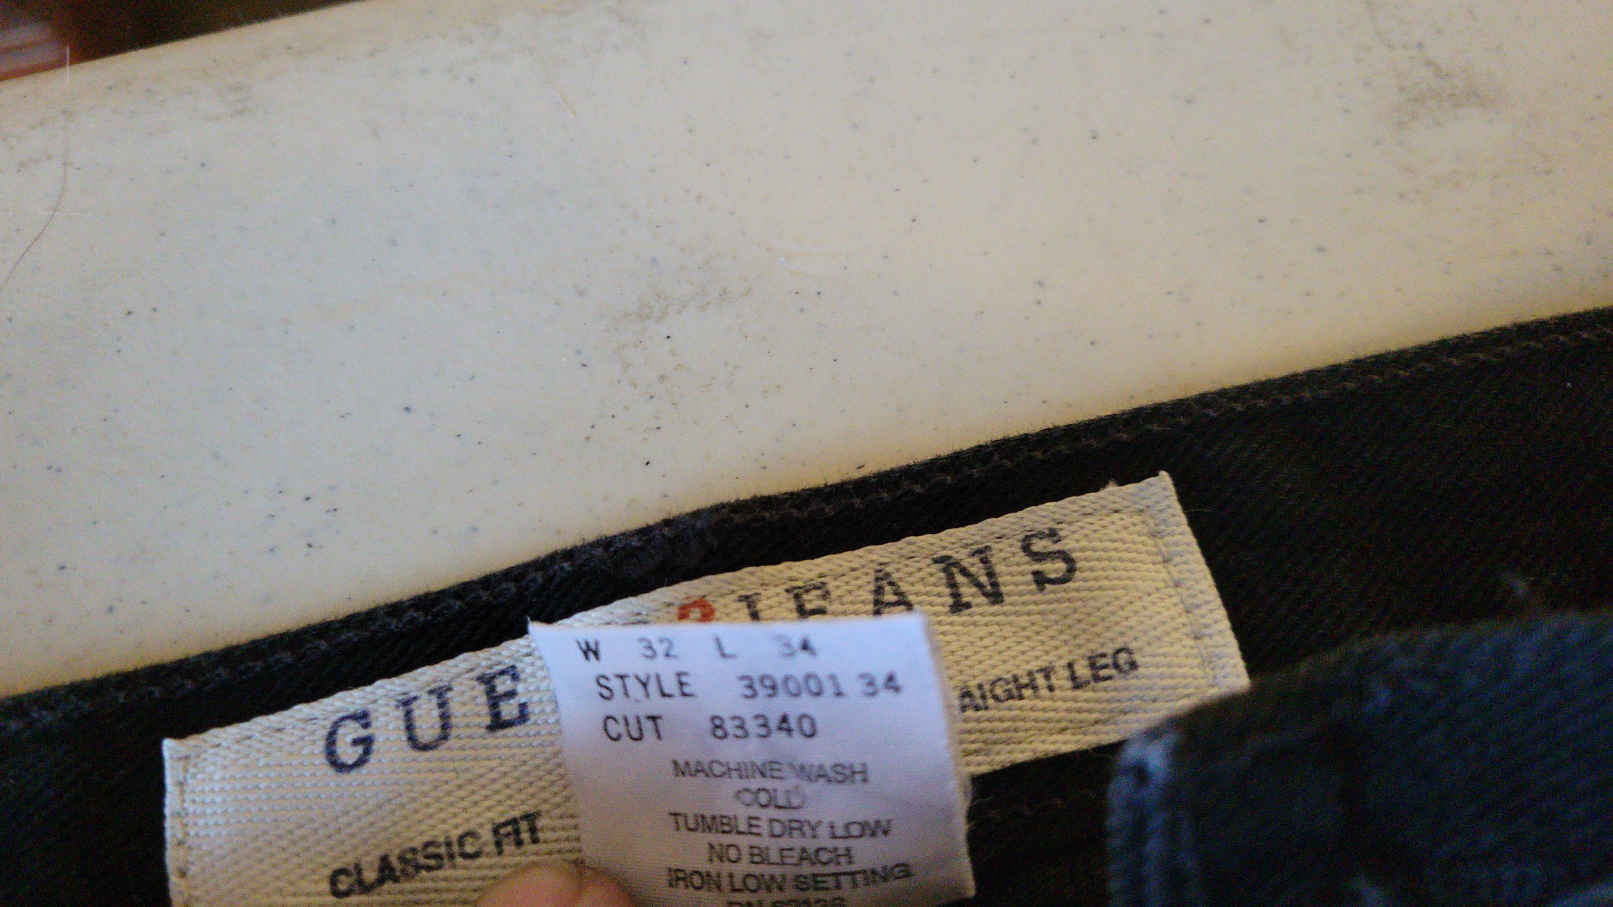 GUE ? JEANS
CLASSIC FIT AIGHT LEG
W 32 L 34
STYLE 39001 34
CUT 83340
MACHINE WASH
COLD
TUMBLE DRY LOW
NO BLEACH
IRON LOW SETTING